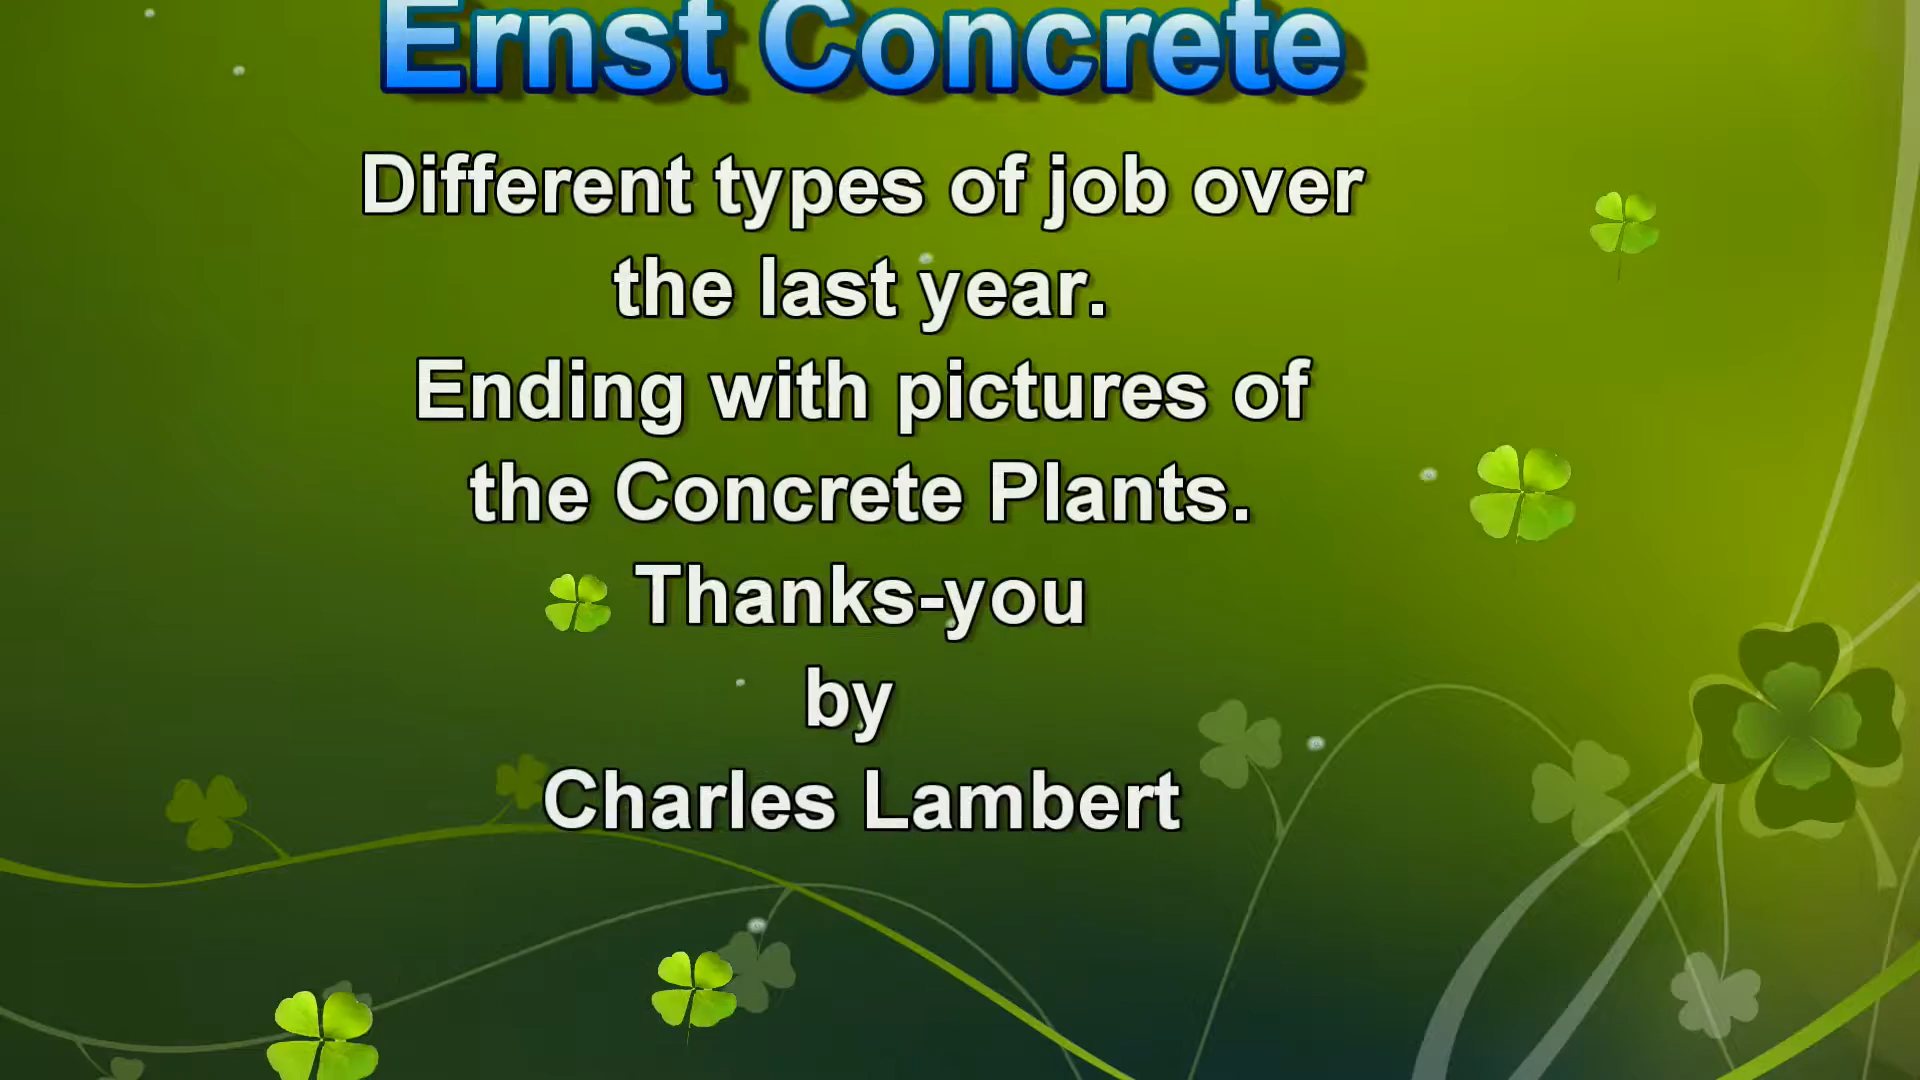 Ernst Concrete
Different types of job over
the last year.
Ending with pictures of
the Concrete Plants.
Thanks-you
by
Charles Lambert